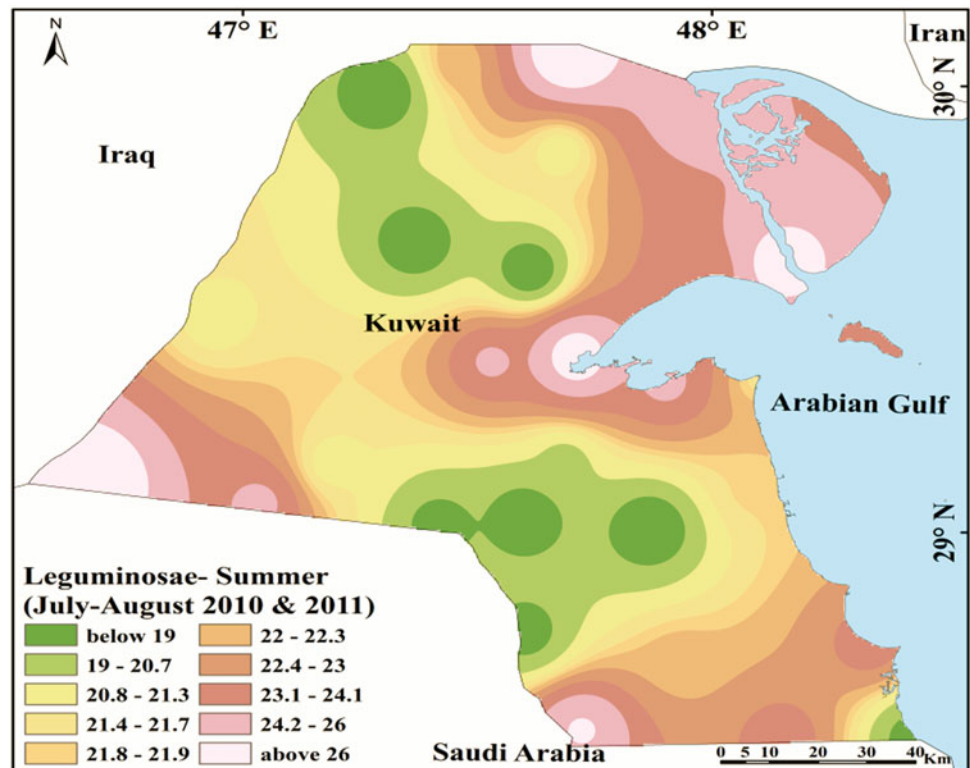 N
47° E
48° E
Iran
30° N
Iraq
Kuwait
Arabian Gulf
29° N
Leguminosae- Summer
(July-August 2010 & 2011)
below 19
19 - 20.7
20.8 - 21.3
21.4 - 21.7
21.8 - 21.9
22 - 22.3
22.4 - 23
23.1 - 24.1
24.2 - 26
above 26
Saudi Arabia
0 5 10 20 30 40 Km